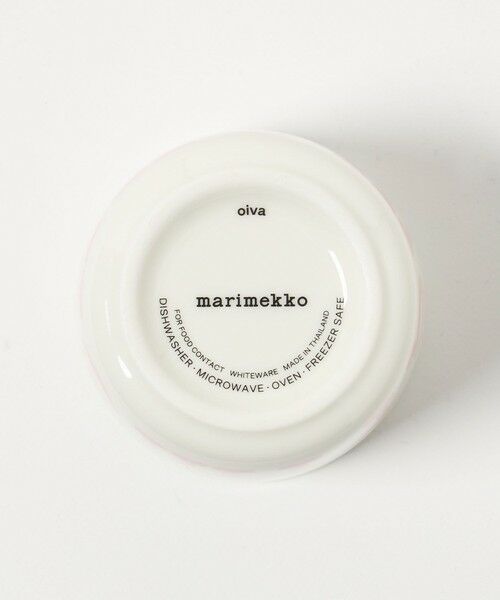 oiva
marimekko
FOR FOOD CONTACT WHITEWARE MADE IN THAILAND
DISHWASHER · MICROWAVE · OVEN · FREEZER SAFE